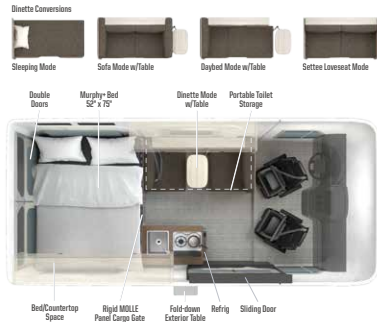 Dinette Conversions
Sleeping Mode
Sofa Mode w/Table
Daybed Mode w/Table
Settee Loveseat Mode
Double
Doors
Murphy+ Bed
52" x 75"
Dinette Mode
w/Table
Portable Toilet
Storage
Bed/Countertop
Space
Rigid MOLLE
Panel Cargo Gate
Fold-down
Exterior Table
Refrig
Sliding Door